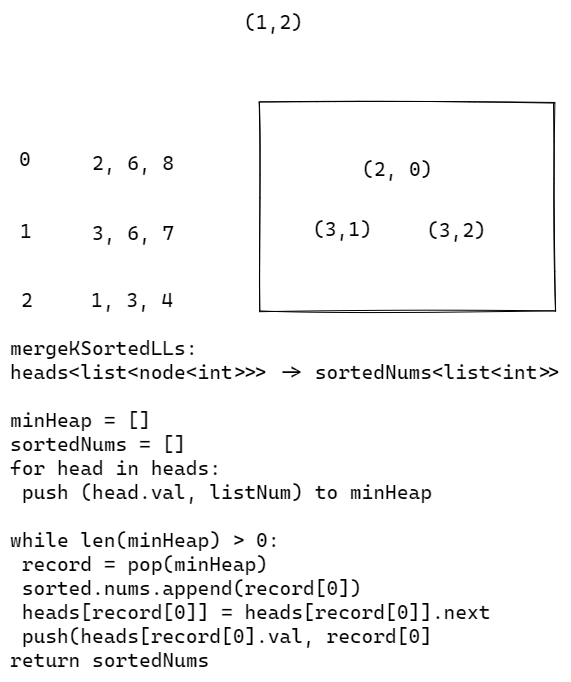 (1,2)
0 2, 6, 8
(2, 0)
1 3, 6, 7
(3,1) (3,2)
2 1, 3, 4
mergeKSortedLLs:
heads<list<node<int>>> → sortedNums<list<int>>
minHeap = []
sortedNums = []
for head in heads:
 push (head.val, listNum) to minHeap
while len(minHeap) > 0:
 record = pop(minHeap)
 sorted.nums.append(record[0])
 heads[record[0]] = heads[record[0]].next
 push(heads[record[0].val, record[0]
return sortedNums